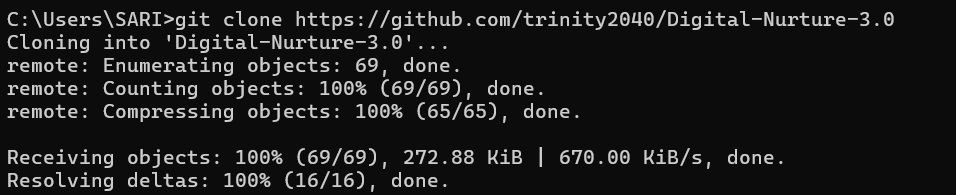 C:\Users\SARI>git clone https://github.com/trinity2040/Digital-Nurture-3.0
Cloning into 'Digital-Nurture-3.0'...
remote: Enumerating objects: 69, done.
remote: Counting objects: 100% (69/69), done.
remote: Compressing objects: 100% (65/65), done.
Receiving objects: 100% (69/69), 272.88 KiB | 670.00 KiB/s, done.
Resolving deltas: 100% (16/16), done.